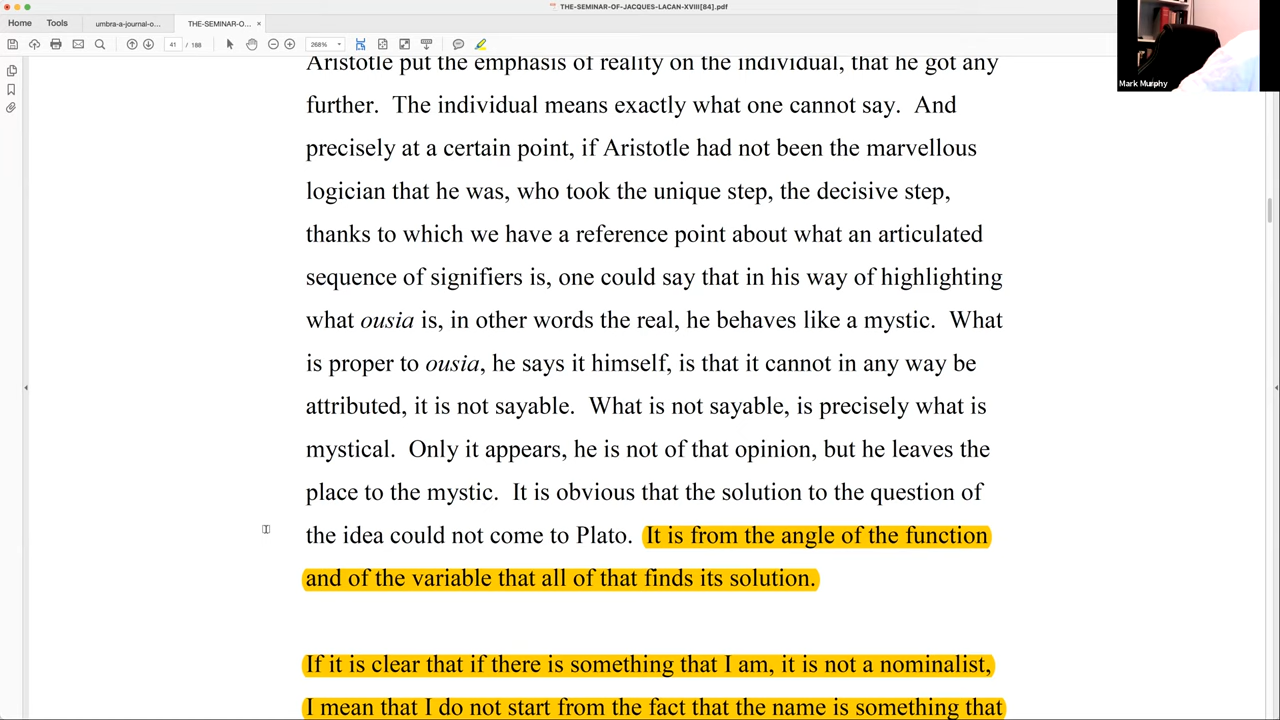 THE-SEMINAR-OF-JACQUES-LACAN-XVIII[84].pdf
Home Tools umbra-a-journal-o... THE-SEMINAR-O... ×
41 / 188 268%
Mark Murphy
Aristotle put the emphasis of reality on the individual, that he got any
further. The individual means exactly what one cannot say. And
precisely at a certain point, if Aristotle had not been the marvellous
logician that he was, who took the unique step, the decisive step,
thanks to which we have a reference point about what an articulated
sequence of signifiers is, one could say that in his way of highlighting
what ousia is, in other words the real, he behaves like a mystic. What
is proper to ousia, he says it himself, is that it cannot in any way be
attributed, it is not sayable. What is not sayable, is precisely what is
mystical. Only it appears, he is not of that opinion, but he leaves the
place to the mystic. It is obvious that the solution to the question of
the idea could not come to Plato. It is from the angle of the function
and of the variable that all of that finds its solution.
If it is clear that if there is something that I am, it is not a nominalist,
I mean that I do not start from the fact that the name is something that